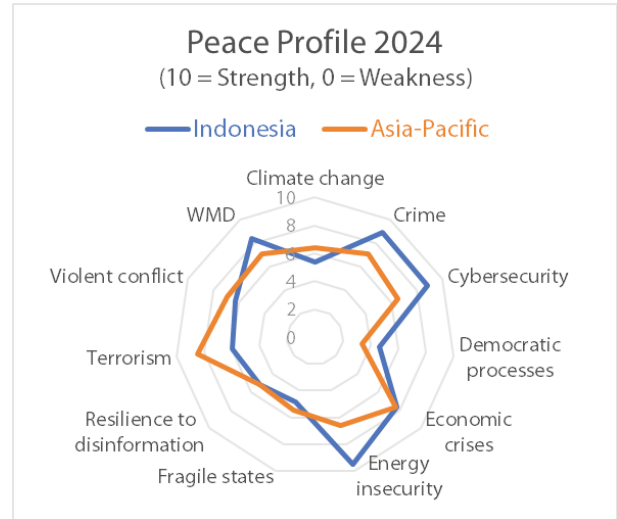 Peace Profile 2024
(10 = Strength, 0 = Weakness)
Indonesia
Asia-Pacific
Climate change
Crime
Cybersecurity
Democratic
processes
Economic
crises
Energy
insecurity
Fragile states
Resilience to
disinformation
Terrorism
Violent conflict
WMD
10
8
6
4
2
0